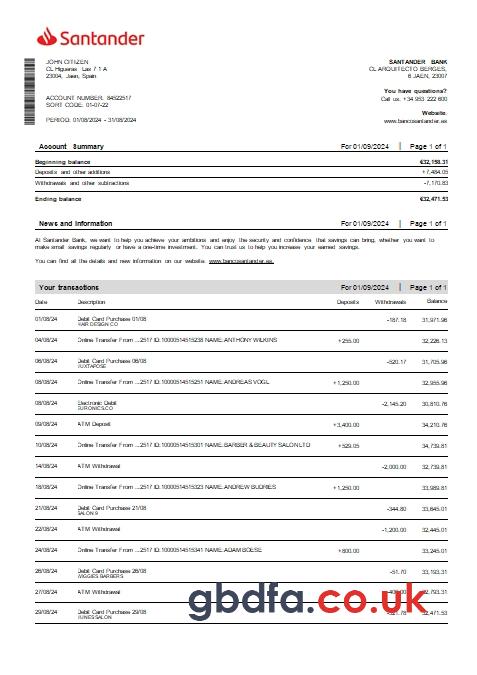 Santander
JOHN CITIZEN
CL Higueras Las 7 1 A
23004, Jaen, Spain
ACCOUNT NUMBER: 84522517
SORT CODE: 01-07-22
PERIOD: 01/08/2024 - 31/08/2024
SANTANDER BANK
CL ARQUITECTO BERGES,
6 JAEN, 23007
You have questions?
Call us: +34 953 222 600
Website.
www.bancosantander.es
Account Summary For 01/09/2024 | Page 1 of 1
Beginning balance €32,158.31
Deposits and other additions +7,484.05
Withdrawals and other subtractions -7,170.83
Ending balance €32,471.53
News and Information For 01/09/2024 | Page 1 of 1
At Santander Bank, we want to help you achieve your ambitions and enjoy the security and confidence that savings can bring, whether you want to
make small savings regularly or have a one-time investment. You can trust us to help you increase your earned savings.
You can find all the details and new information on our website. www.bancosantander.es.
Your transactions For 01/09/2024 | Page 1 of 1
Date Description Deposits Withdrawals Balance
01/08/24 Debit Card Purchase 01/08 -187.18 31,971.96
HAIR DESIGN CO
04/08/24 Online Transfer From ...2517 ID:10000514515238 NAME:ANTHONY WILKINS +255.00 32,226.13
06/08/24 Debit Card Purchase 06/08 -520.17 31,705.96
JUXTAPOSE
08/08/24 Online Transfer From ...2517 ID:10000514515251 NAME:ANDREAS VOGL +1,250.00 32,955.96
08/08/24 Electronic Debit -2,145.20 30,810.76
EURONICS.CO
09/08/24 ATM Deposit +3,400.00 34,210.76
10/08/24 Online Transfer From ...2517 ID:10000514515301 NAME:BARBER & BEAUTY SALON LTD +529.05 34,739.81
14/08/24 ATM Withdrawal -2,000.00 32,739.81
18/08/24 Online Transfer From ...2517 ID:10000514515323 NAME:ANDREW BUDRIES +1,250.00 33,989.81
21/08/24 Debit Card Purchase 21/08 -344.80 33,645.01
SALON 9
22/08/24 ATM Withdrawal -1,200.00 32,445.01
24/08/24 Online Transfer From ...2517 ID:10000514515341 NAME:ADAM BOESE +800.00 33,245.01
26/08/24 Debit Card Purchase 26/08 -51.70 33,193.31
WIGGIES BARBERS
27/08/24 ATM Withdrawal 32,793.31
29/08/24 Debit Card Purchase 29/08 32,471.53
JUNES SALON
gbdfa.co.uk